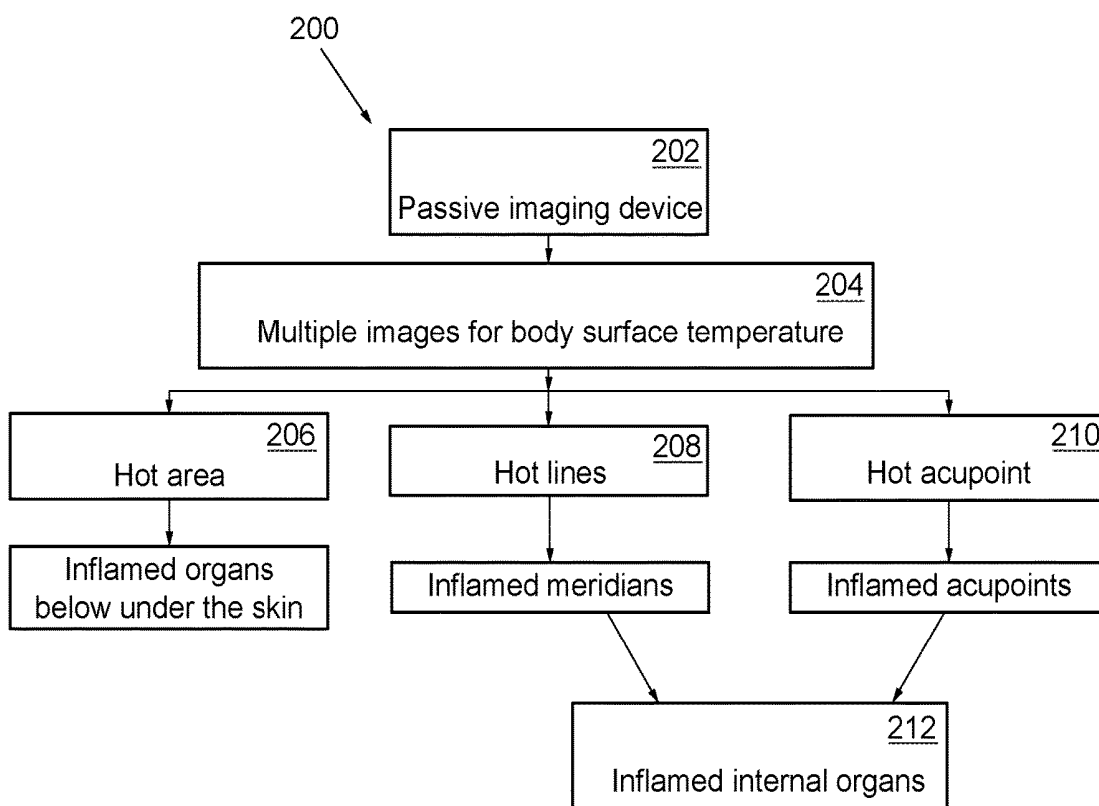 200
202
Passive imaging device
204
Multiple images for body surface temperature
206
Hot area
208
Hot lines
210
Hot acupoint
Inflamed organs
below under the skin
Inflamed meridians
Inflamed acupoints
212
Inflamed internal organs